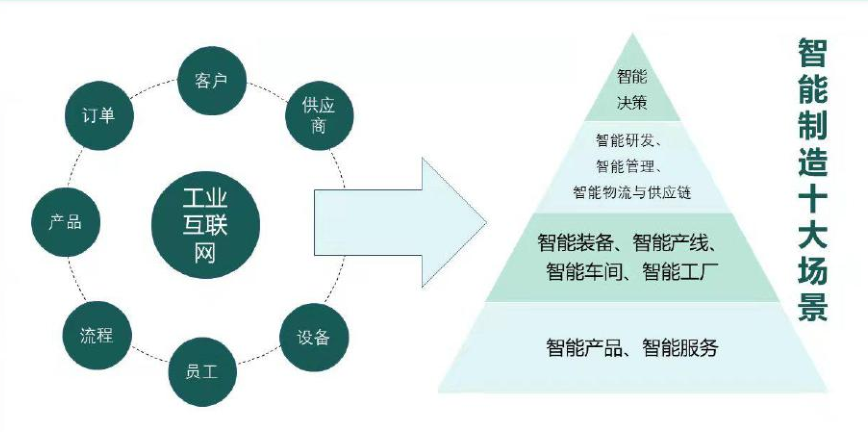 客户
订单
供应
商
产品
工业
互联
网
流程
设备
员工
智能
决策
智能研发、
智能管理、
智能物流与供应链
智能装备、智能产线、
智能车间、智能工厂
智能产品、智能服务
智能制造十大场景